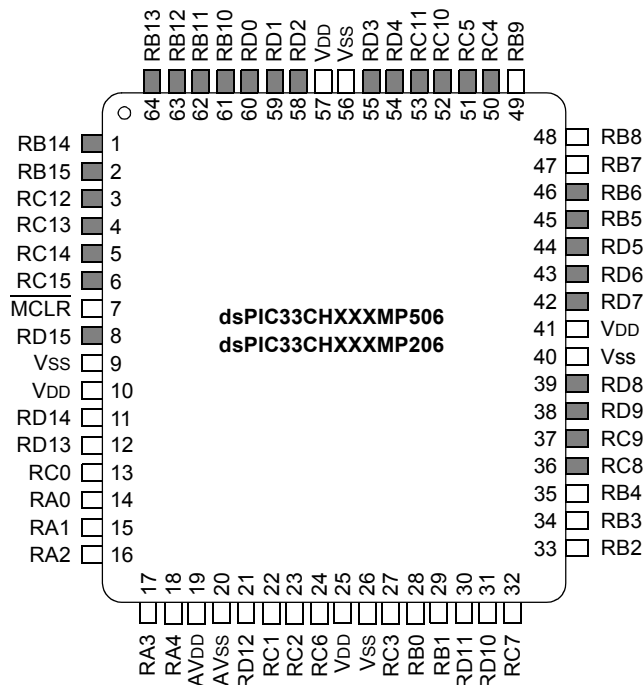 RB13 RB12 RB11 RB10 RD0 RD1 RD2 VDD VSS RD3 RD4 RC11 RC10 RC5 RC4 RB9
64 63 62 61 60 59 58 57 56 55 54 53 52 51 50 49
RB14 1
RB15 2
RC12 3
RC13 4
RC14 5
RC15 6
MCLR 7
RD15 8
VSS 9
VDD 10
RD14 11
RD13 12
RC0 13
RA0 14
RA1 15
RA2 16
dsPIC33CHXXXMP506
dsPIC33CHXXXMP206
48 RB8
47 RB7
46 RB6
45 RB5
44 RD5
43 RD6
42 RD7
41 VDD
40 Vss
39 RD8
38 RD9
37 RC9
36 RC8
35 RB4
34 RB3
33 RB2
17 18 19 20 21 22 23 24 25 26 27 28 29 30 31 32
RA3 RA4 AVDD AVSS RD12 RC1 RC2 RC6 VDD VSS RC3 RB0 RB1 RD11 RD10 RC7